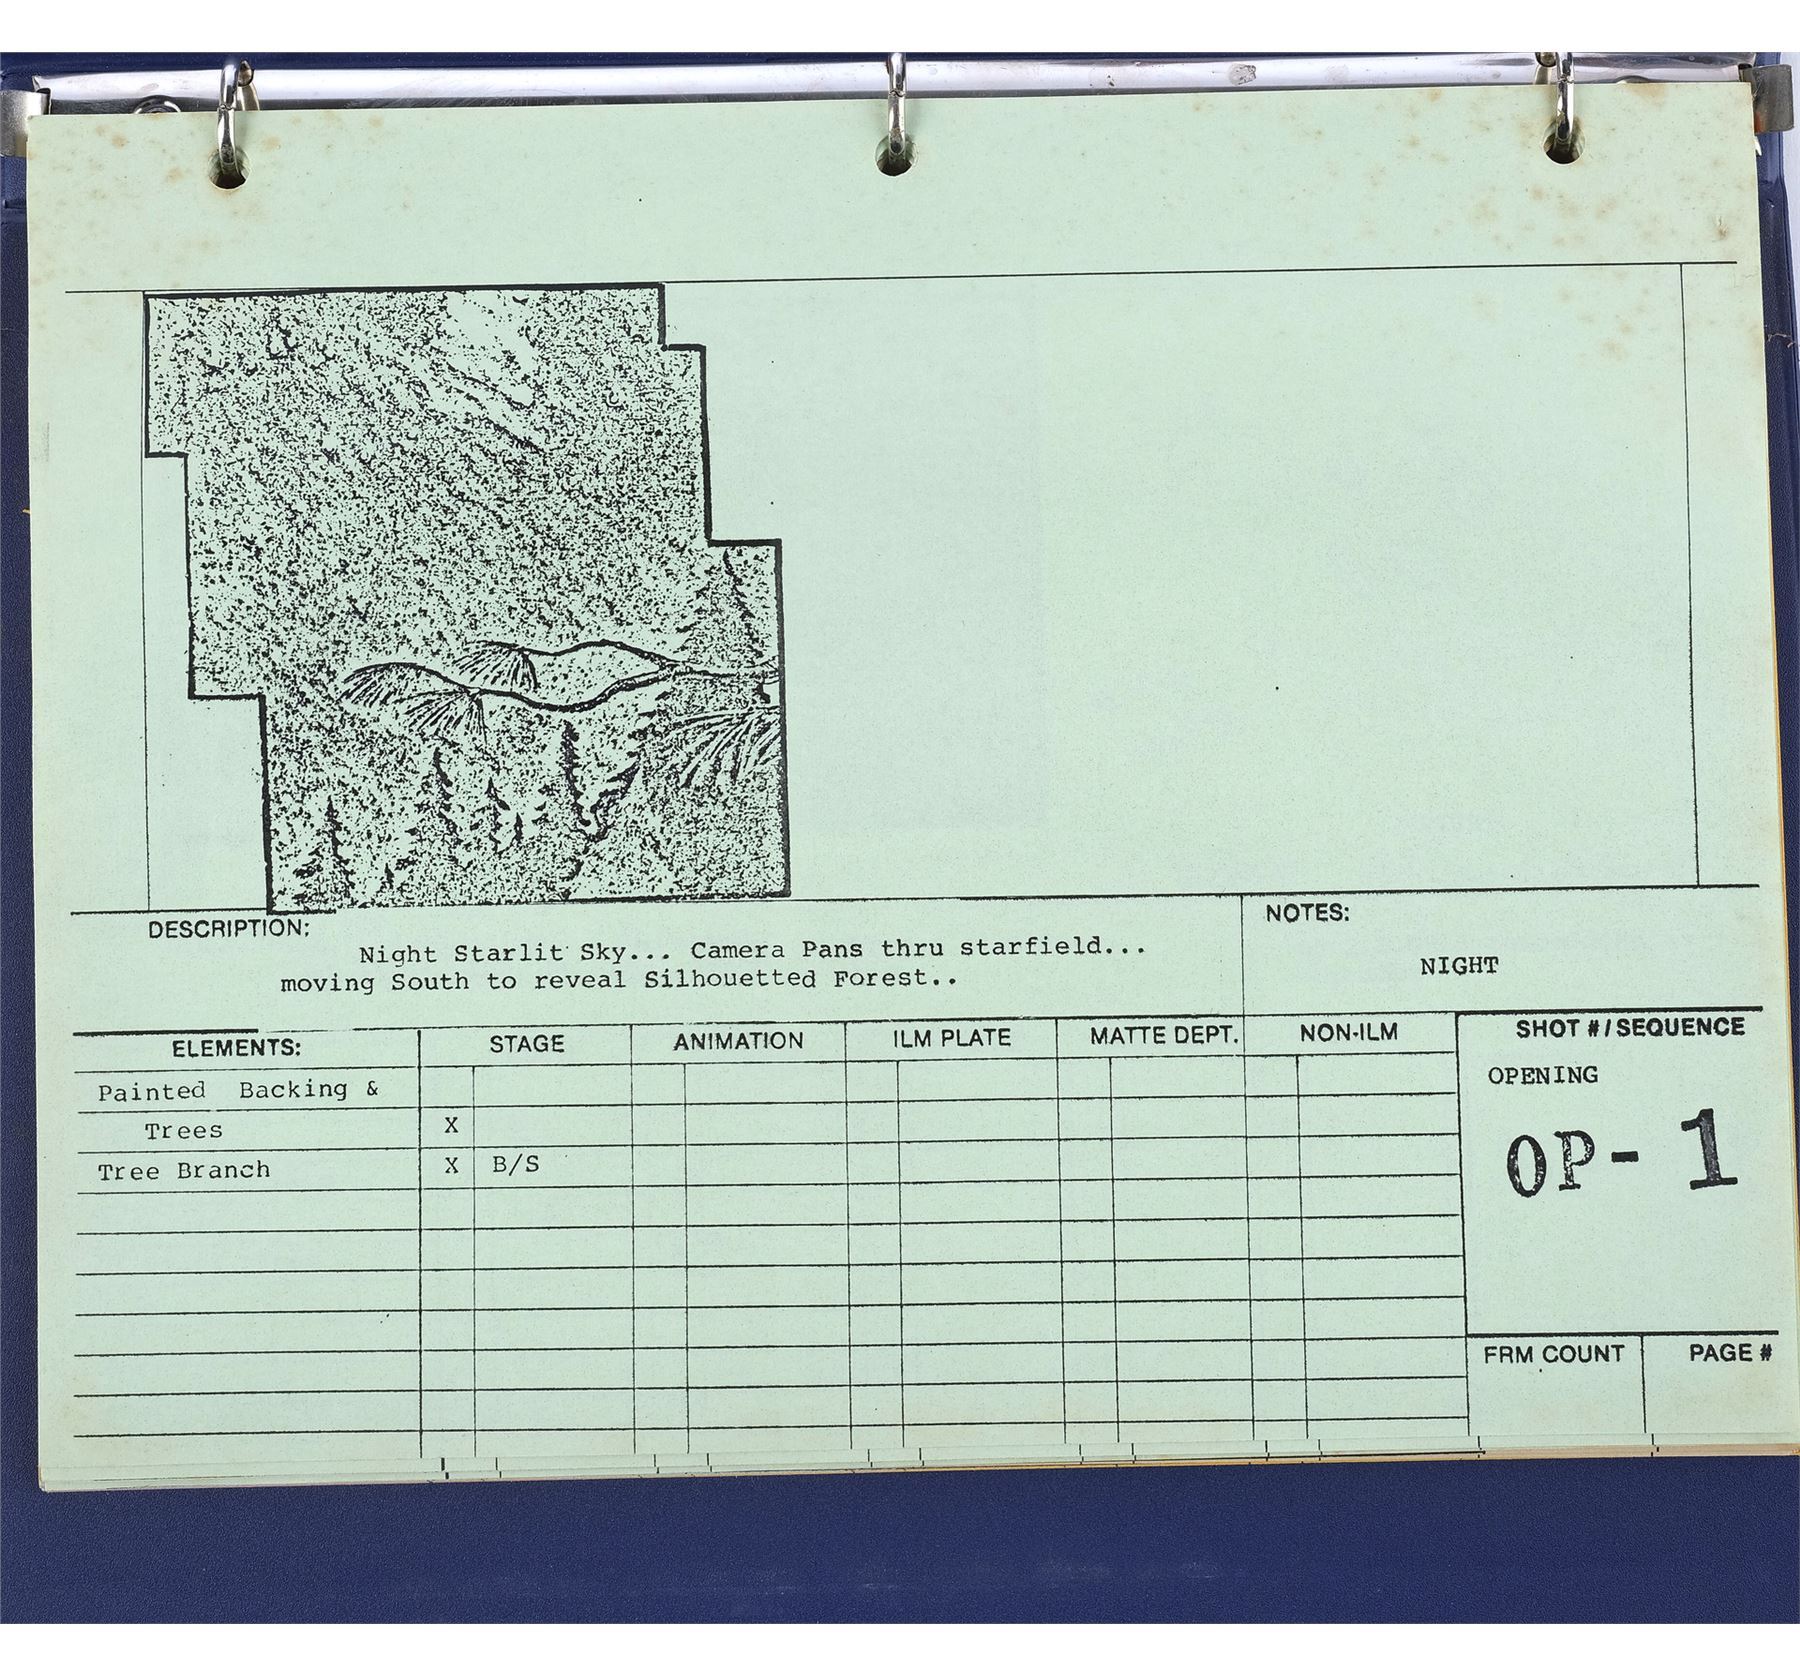 DESCRIPTION:
Night Starlit Sky... Camera Pans thru starfield...
moving South to reveal Silhouetted Forest..
NOTES:
NIGHT
ELEMENTS:
STAGE
ANIMATION
ILM PLATE
MATTE DEPT.
NON-ILM
SHOT #/SEQUENCE
Painted Backing &
Trees X
Tree Branch X B/S
OPENING
OP- 1
FRM COUNT
PAGE #